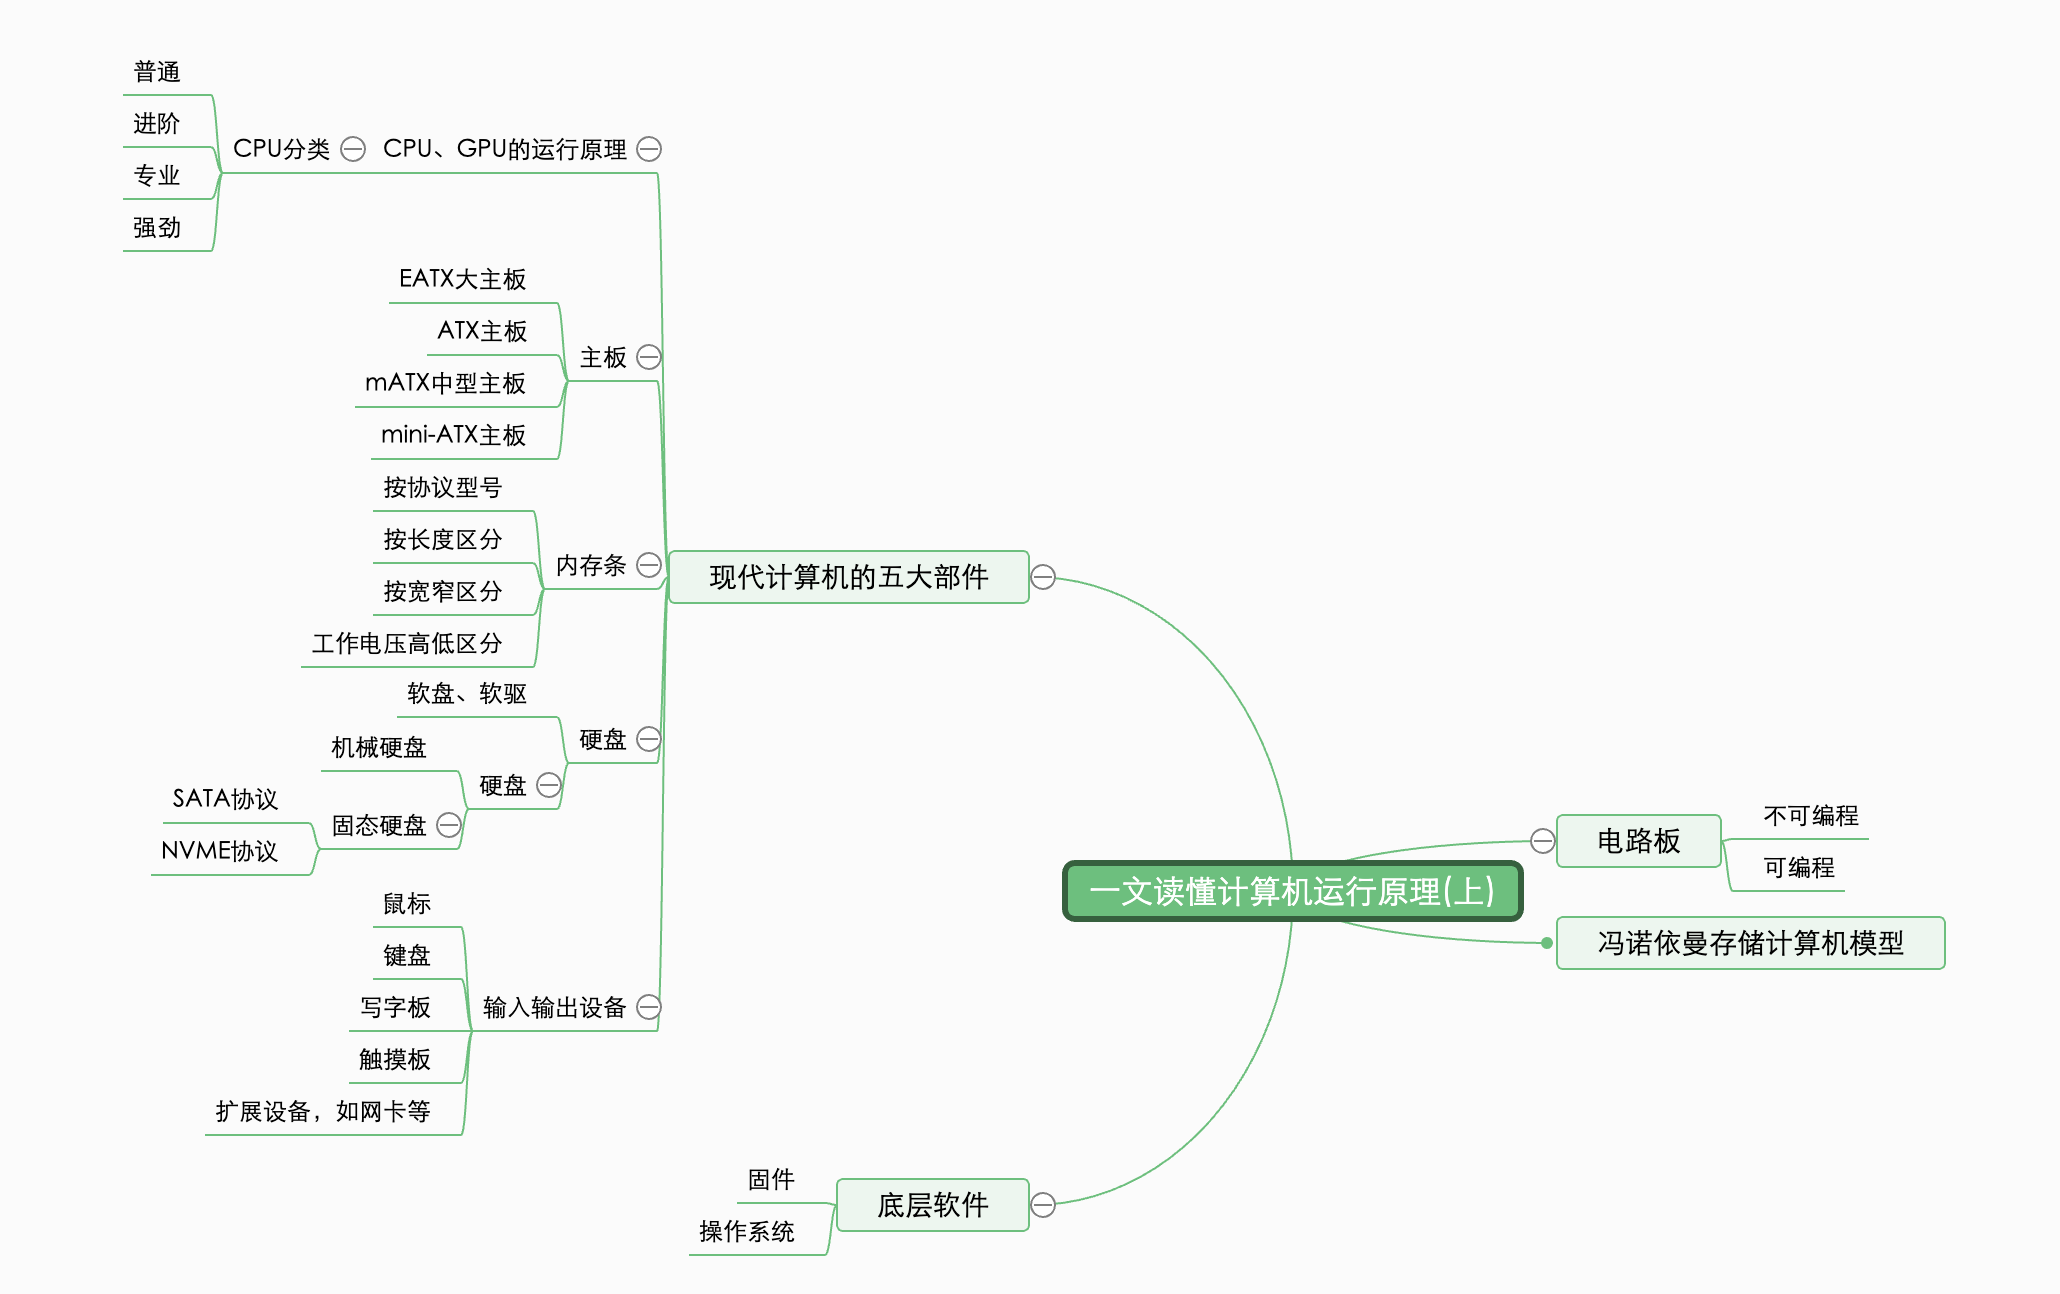 一文读懂计算机运行原理(上)
电路板
不可编程
可编程
冯诺依曼存储计算机模型
现代计算机的五大部件
CPU、GPU的运行原理
CPU分类
普通
进阶
专业
强劲
主板
EATX大主板
ATX主板
mATX中型主板
mini-ATX主板
内存条
按协议型号
按长度区分
按宽窄区分
工作电压高低区分
硬盘
软盘、软驱
硬盘
机械硬盘
固态硬盘
SATA协议
NVME协议
输入输出设备
鼠标
键盘
写字板
触摸板
扩展设备，如网卡等
底层软件
固件
操作系统